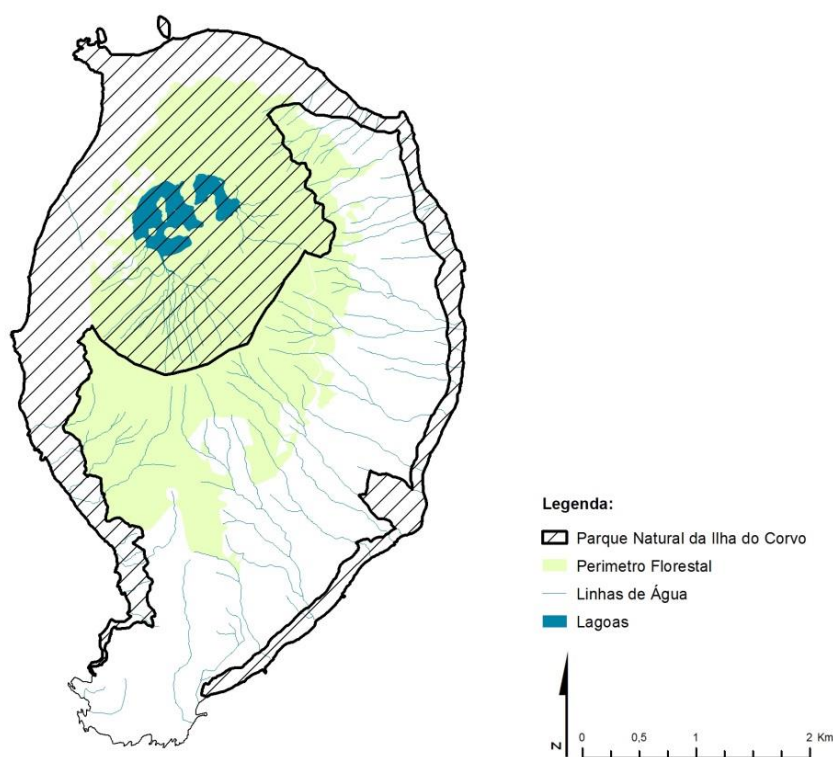 Legenda:
Parque Natural da Ilha do Corvo
Perimetro Florestal
Linhas de Água
Lagoas
N
0 0,5 1 2 Km